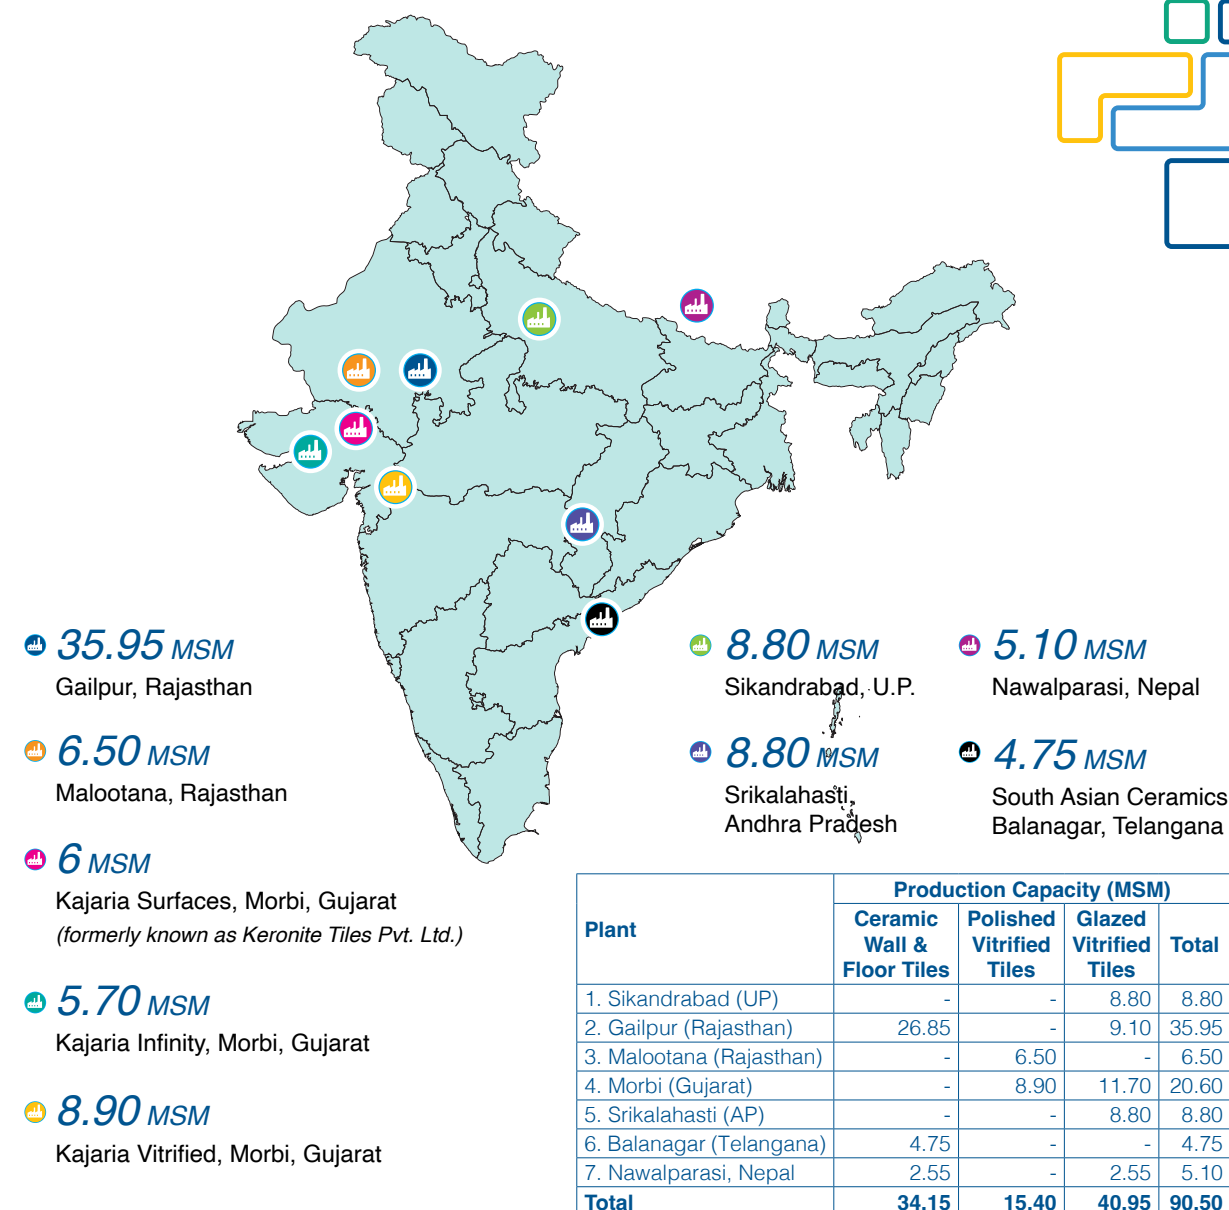 35.95 MSM
Gailpur, Rajasthan
6.50 MSM
Malootana, Rajasthan
6 MSM
Kajaria Surfaces, Morbi, Gujarat
(formerly known as Keronite Tiles Pvt. Ltd.)
5.70 MSM
Kajaria Infinity, Morbi, Gujarat
8.90 MSM
Kajaria Vitrified, Morbi, Gujarat
8.80 MSM
Sikandrabad, U.P.
8.80 MSM
Srikalahasti,
Andhra Pradesh
5.10 MSM
Nawalparasi, Nepal
4.75 MSM
South Asian Ceramics
Balanagar, Telangana
Plant
Production Capacity (MSM)
Ceramic Wall & Floor Tiles
Polished Vitrified Tiles
Glazed Vitrified Tiles
Total
1. Sikandrabad (UP) - - 8.80 8.80
2. Gailpur (Rajasthan) 26.85 - 9.10 35.95
3. Malootana (Rajasthan) - 6.50 - 6.50
4. Morbi (Gujarat) - 8.90 11.70 20.60
5. Srikalahasti (AP) - - 8.80 8.80
6. Balanagar (Telangana) 4.75 - - 4.75
7. Nawalparasi, Nepal 2.55 - 2.55 5.10
Total 34.15 15.40 40.95 90.50